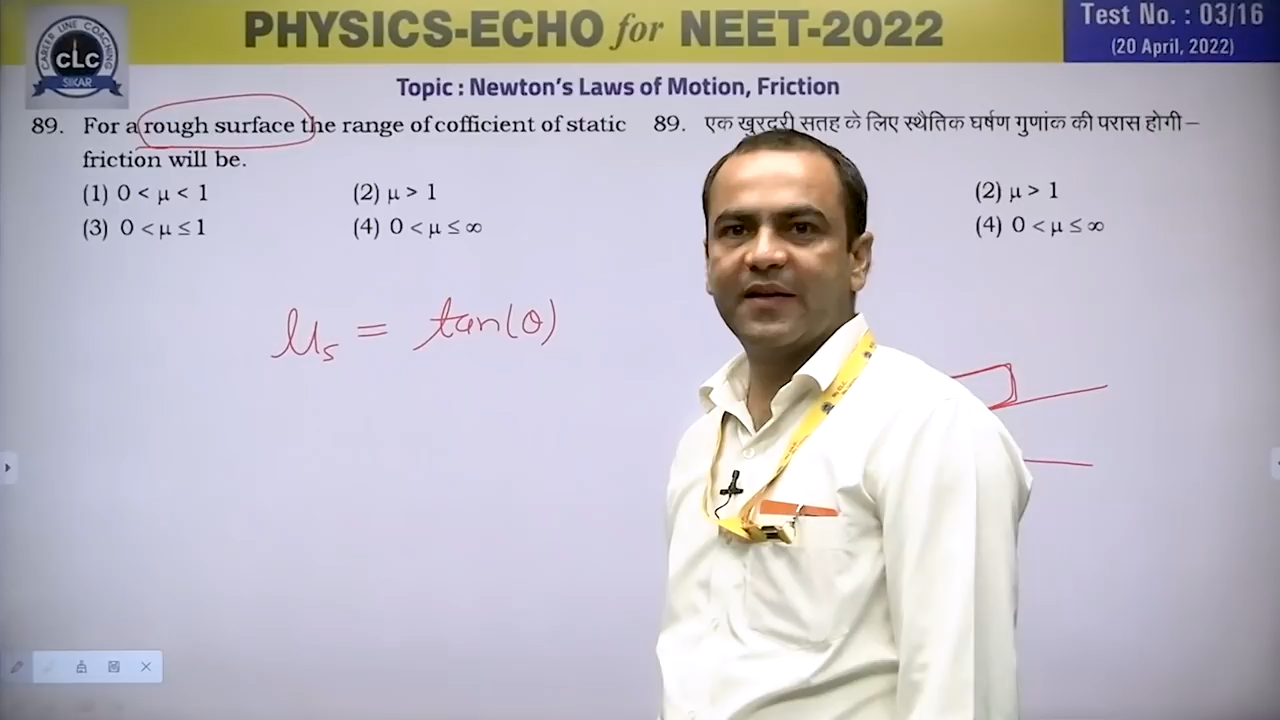 PHYSICS-ECHO for NEET-2022
Test No. : 03/16
(20 April, 2022)
CAREER LINE COACHING
CLC
SIKAR
Topic : Newton's Laws of Motion, Friction
89. For a rough surface the range of cofficient of static
friction will be.
(1) 0 < μ < 1 (2) μ > 1
(3) 0 < μ ≤ 1 (4) 0 < μ ≤ ∞
89. एक खुरदरी सतह के लिए स्थैतिक घर्षण गुणांक की परास होगी –
(2) μ > 1
(4) 0 < μ ≤ ∞
μs = tan(θ)